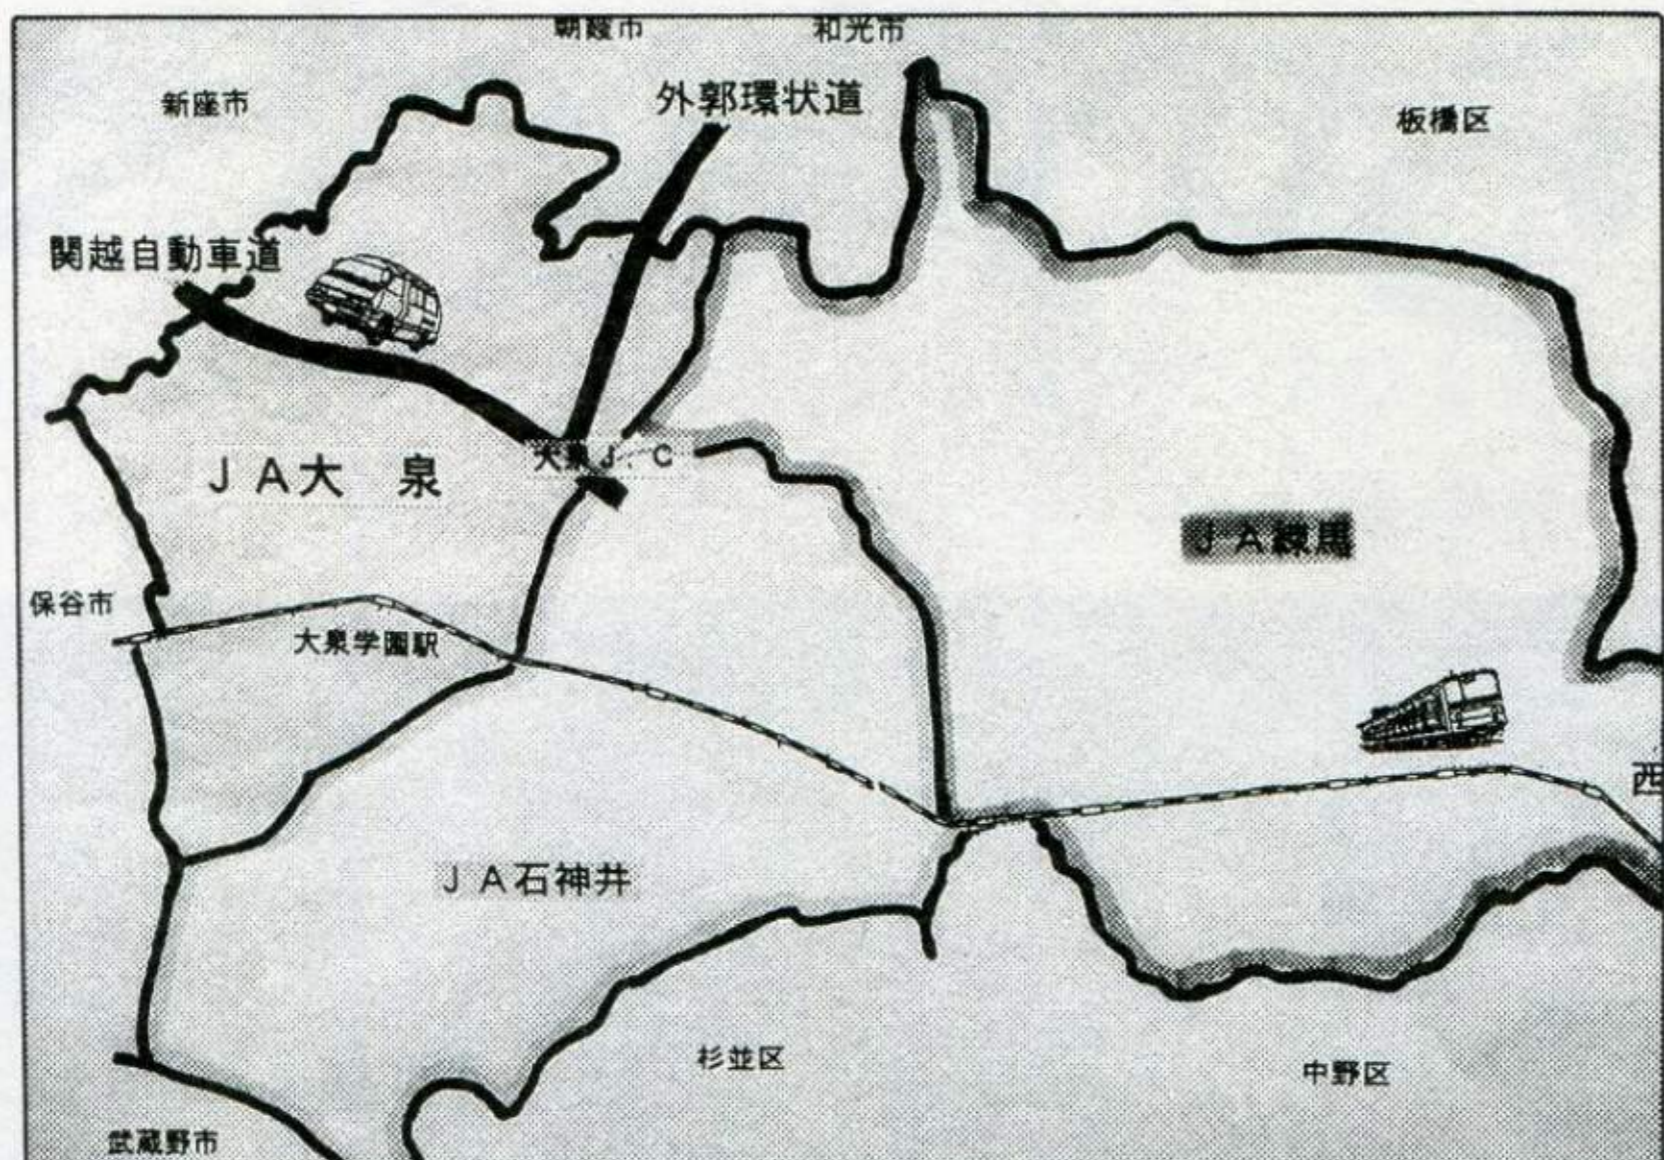 朝霞市
和光市
新座市
外郭環状道
板橋区
関越自動車道
ＪＡ大　泉
大泉Ｊ．Ｃ
ＪＡ練馬
保谷市
大泉学園駅
西
ＪＡ石神井
杉並区
中野区
武蔵野市